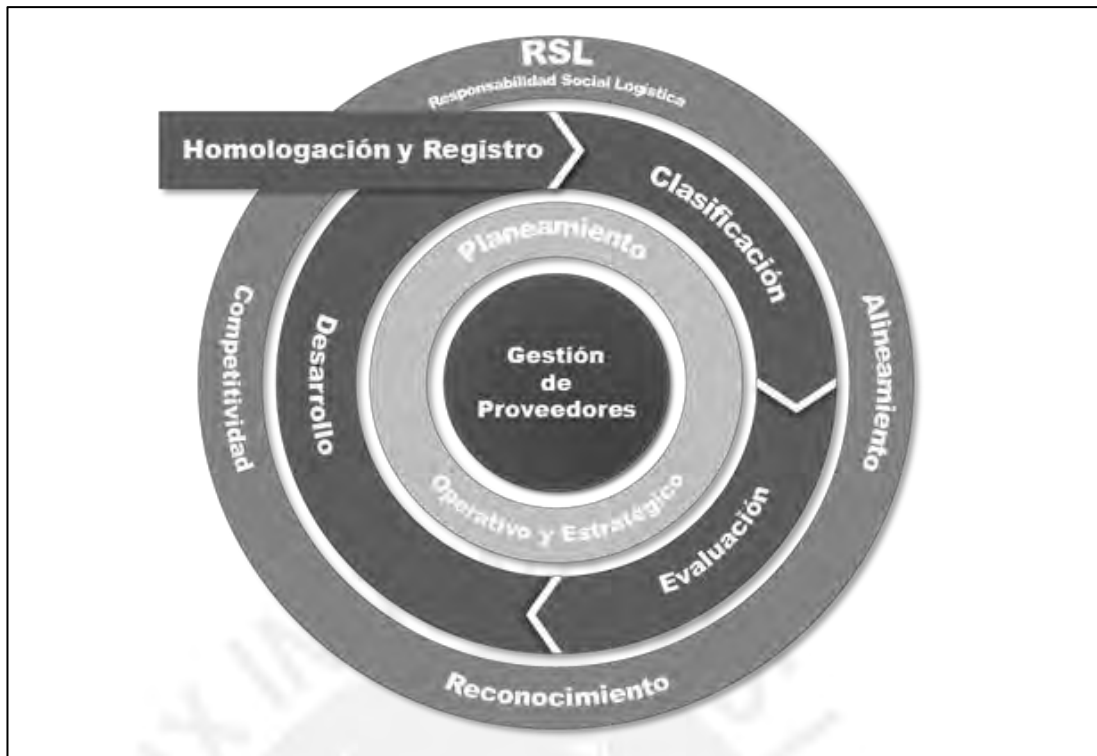 RSL
Responsabilidad Social Logística
Homologación y Registro
Clasificación
Planeamiento
Competitividad
Desarrollo
Gestión
de
Proveedores
Alineamiento
Operativo y Estratégico
Evaluación
Reconocimiento